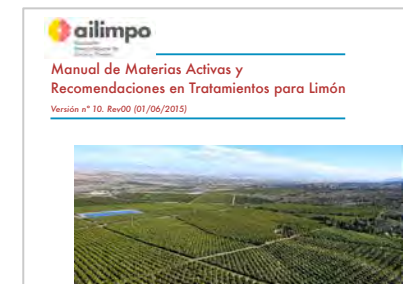 ailimpo
Manual de Materias Activas y
Recomendaciones en Tratamientos para Limón
Versión nº 10. Rev00 (01/06/2015)